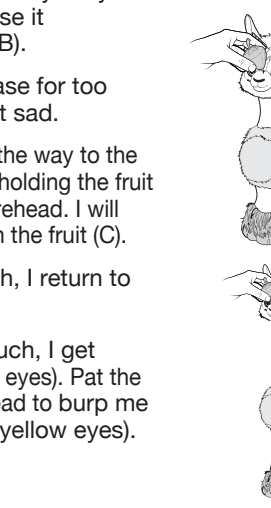 se it
B).
ase for too
t sad.
the way to the
holding the fruit
rehead. I will
n the fruit (C).
h, I return to
uch, I get
eyes). Pat the
ead to burp me
yellow eyes).